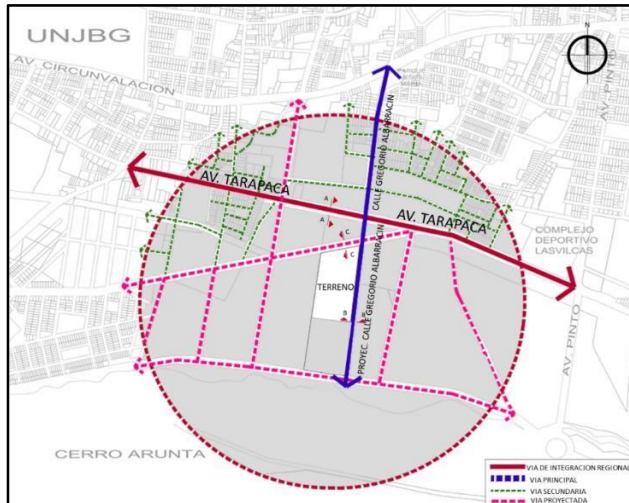 UNJBG
AV. CIRCUNVALACION
N
AV. PINTO
CALLE GREGORIO ALBARRACIN
AV. TARAPACA
AV. TARAPACA
A
A
C
C
COMPLEJO
DEPORTIVO
LASVILCAS
TERRENO
PROYEC. CALLE GREGORIO ALBARRACIN
B
AV. PINTO
CERRO ARUNTA
VIA DE INTEGRACION REGIONAL
VIA PRINCIPAL
VIA SECUNDARIA
VIA PROYECTADA